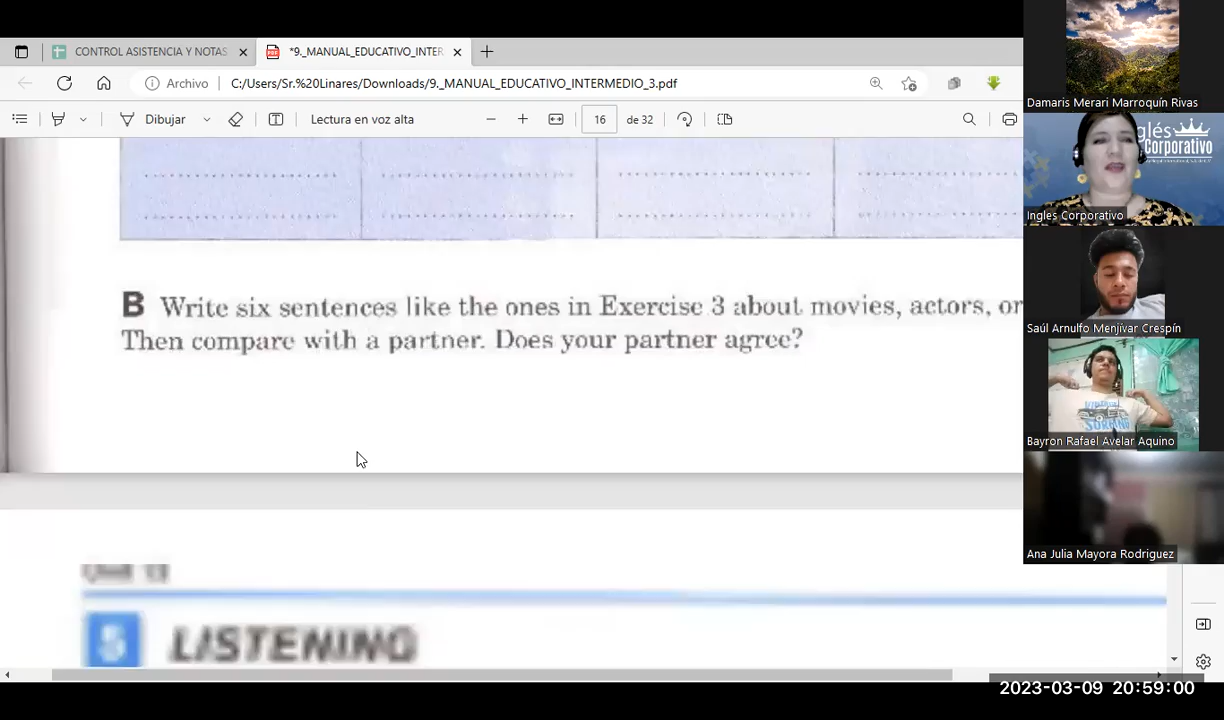 CONTROL ASISTENCIA Y NOTAS
*9._MANUAL_EDUCATIVO_INTER
Archivo
C:/Users/Sr.%20Linares/Downloads/9._MANUAL_EDUCATIVO_INTERMEDIO_3.pdf
Dibujar
Lectura en voz alta
16
de 32
B Write six sentences like the ones in Exercise 3 about movies, actors, or
Then compare with a partner. Does your partner agree?
5 LISTENING
Damaris Merari Marroquín Rivas
glés
Corporativo
Ingles Corporativo
Saúl Arnulfo Menjívar Crespín
Bayron Rafael Avelar Aquino
Ana Julia Mayora Rodriguez
2023-03-09 20:59:00